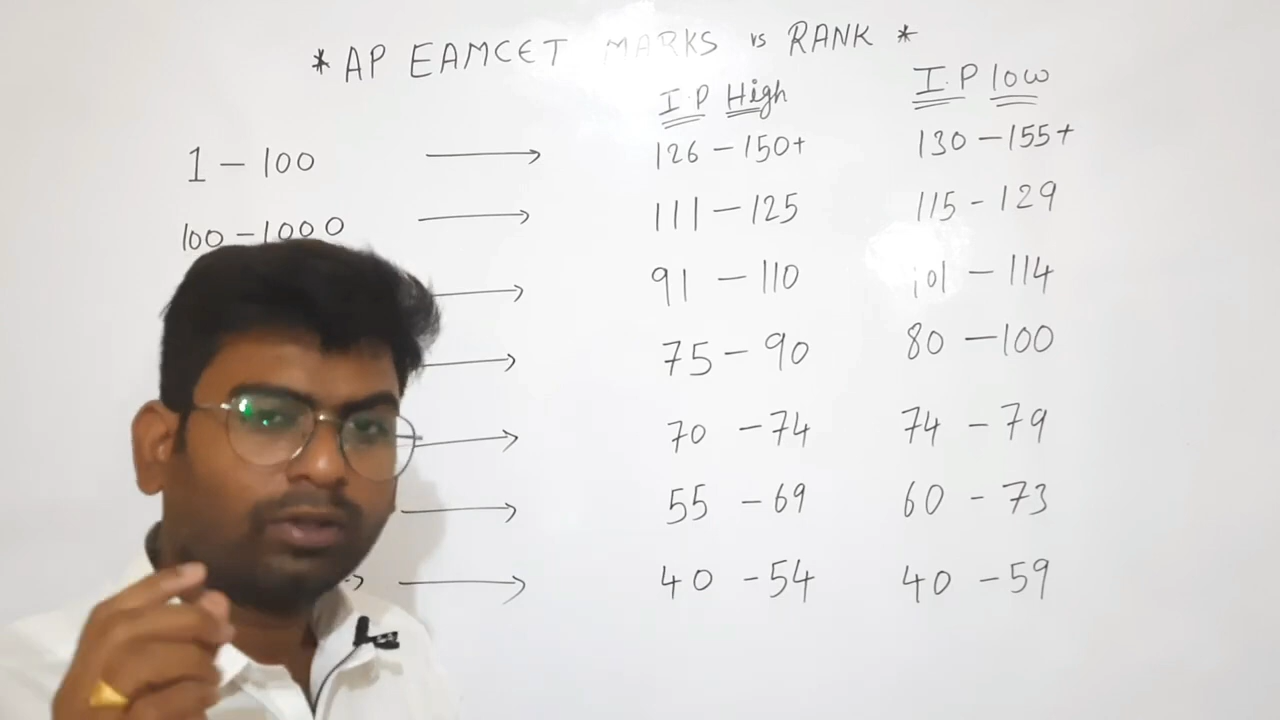 * AP EAMCET MARKS vs RANK *
I.P High I.P low
1 - 100 → 126 - 150+ 130 - 155+
100 - 1000 → 111 - 125 115 - 129
→ 91 - 110 101 - 114
→ 75 - 90 80 - 100
→ 70 - 74 74 - 79
→ 55 - 69 60 - 73
→ 40 - 54 40 - 59